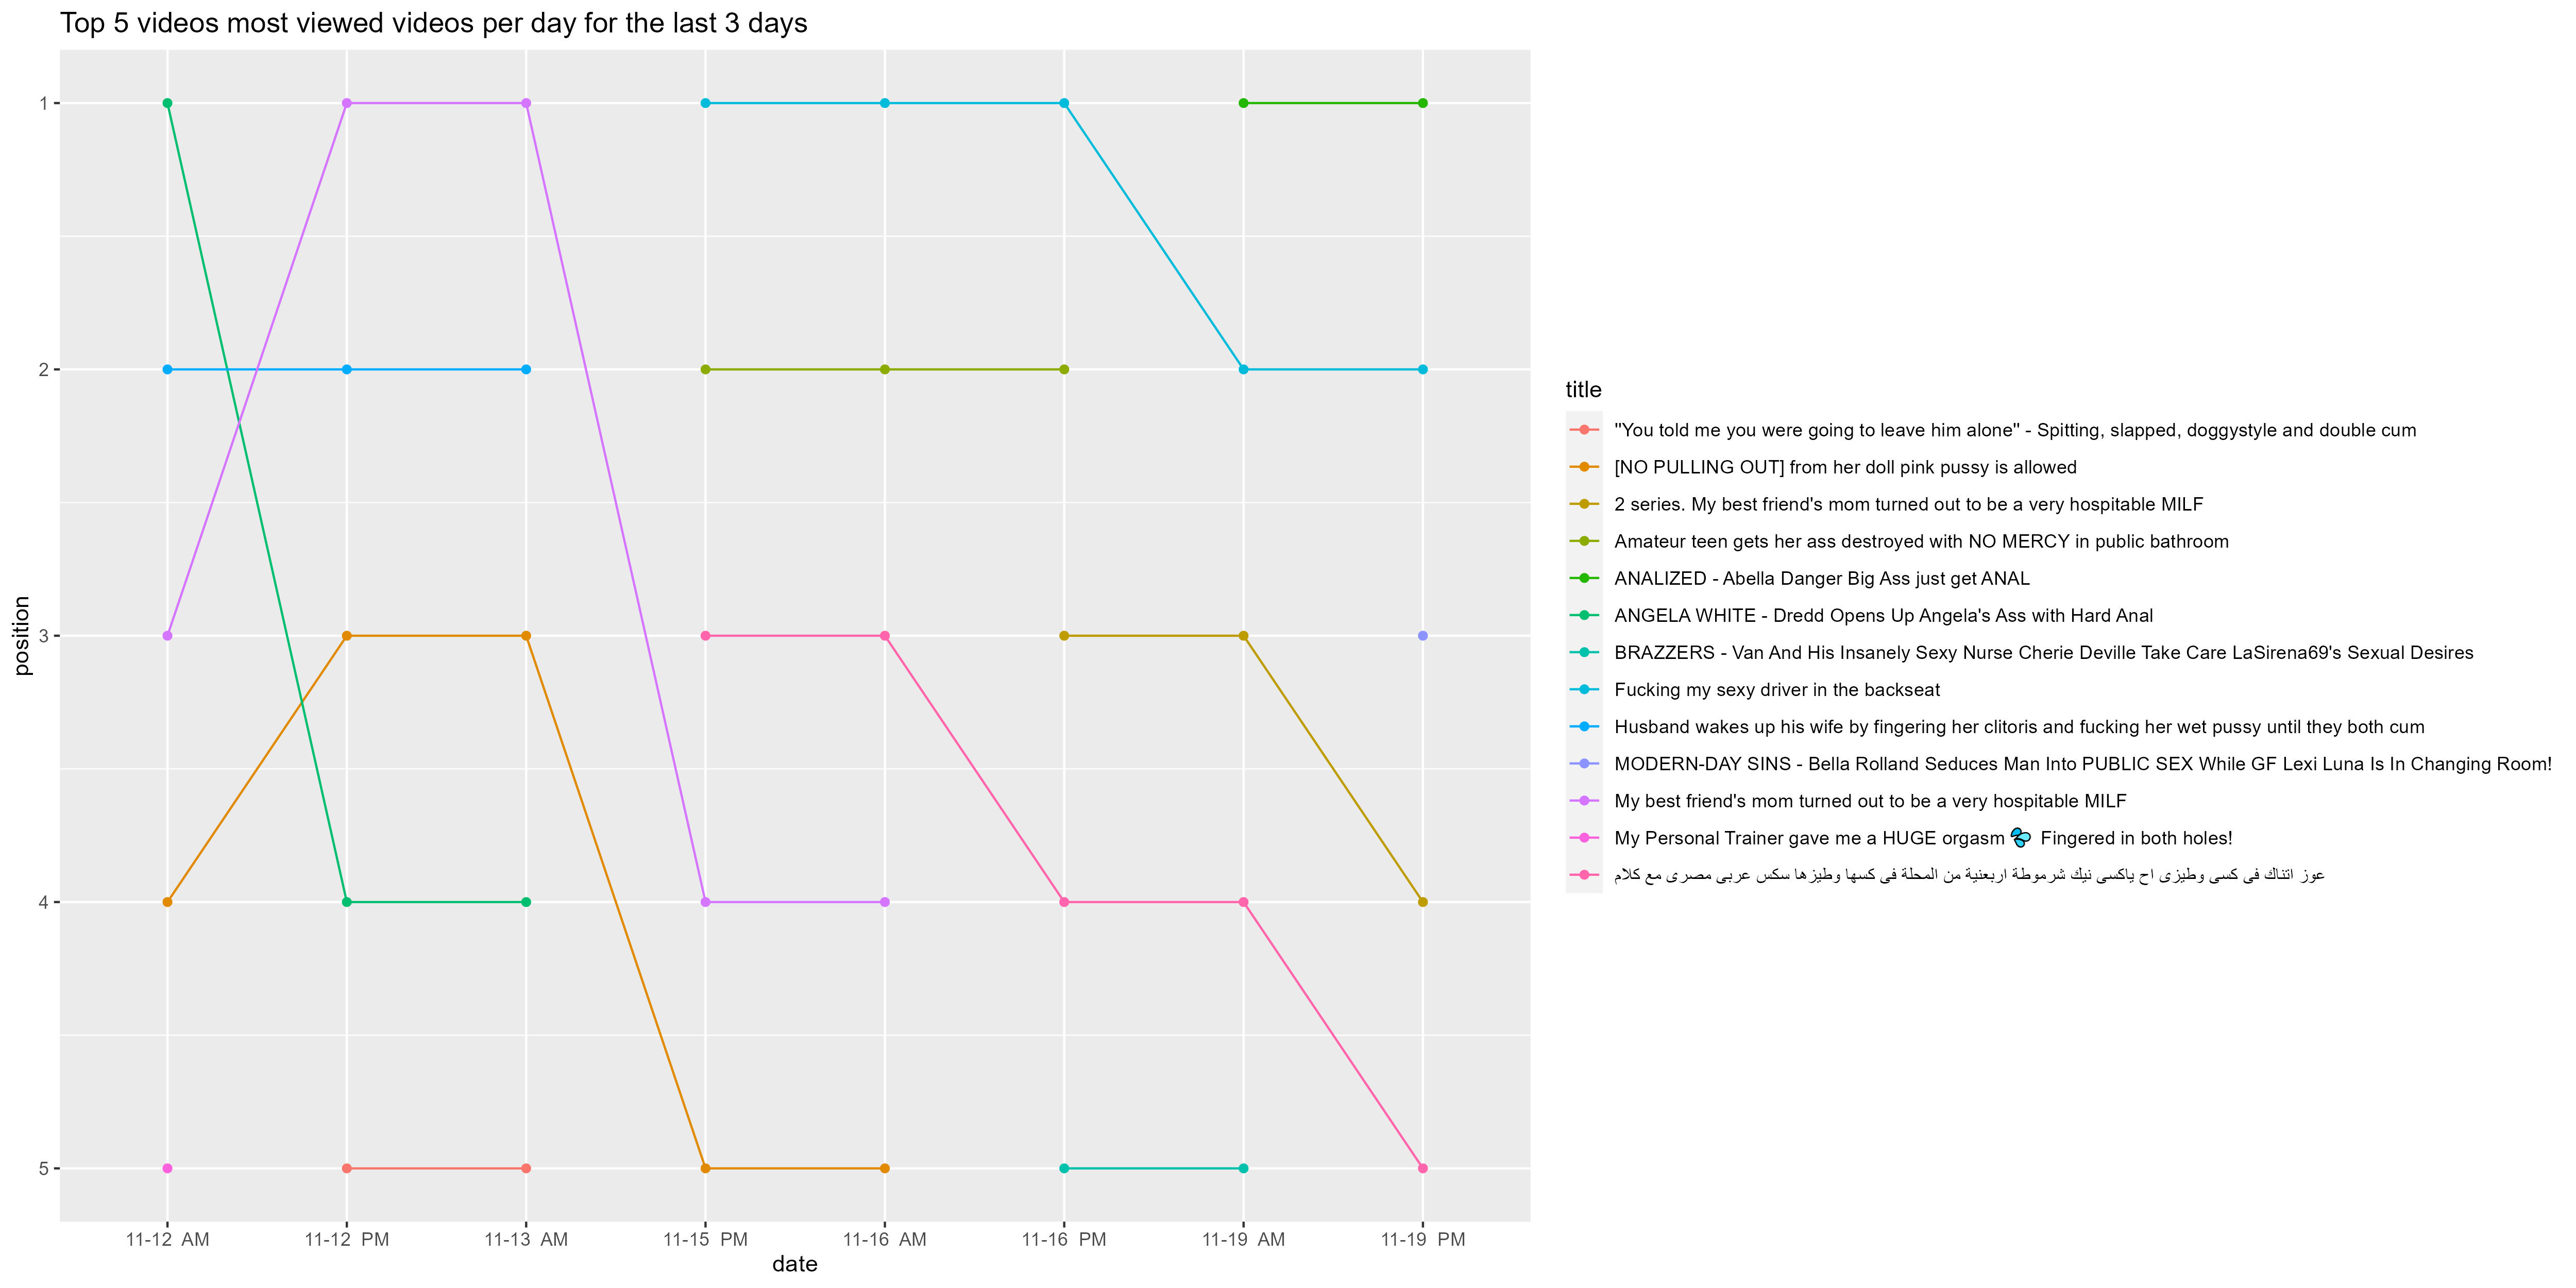 Top 5 videos most viewed videos per day for the last 3 days
position
1
2
3
4
5
11-12 AM
11-12 PM
11-13 AM
11-15 PM
11-16 AM
11-16 PM
11-19 AM
11-19 PM
date
title
"You told me you were going to leave him alone" - Spitting, slapped, doggystyle and double cum
[NO PULLING OUT] from her doll pink pussy is allowed
2 series. My best friend's mom turned out to be a very hospitable MILF
Amateur teen gets her ass destroyed with NO MERCY in public bathroom
ANALIZED - Abella Danger Big Ass just get ANAL
ANGELA WHITE - Dredd Opens Up Angela's Ass with Hard Anal
BRAZZERS - Van And His Insanely Sexy Nurse Cherie Deville Take Care LaSirena69's Sexual Desires
Fucking my sexy driver in the backseat
Husband wakes up his wife by fingering her clitoris and fucking her wet pussy until they both cum
MODERN-DAY SINS - Bella Rolland Seduces Man Into PUBLIC SEX While GF Lexi Luna Is In Changing Room!
My best friend's mom turned out to be a very hospitable MILF
My Personal Trainer gave me a HUGE orgasm 💦 Fingered in both holes!
عوز اتناك فى كسى وطيزى اح ياكسى نيك شرموطة اربعنية من المحلة فى كسها وطيزها سكس عربى مصرى مع كلام